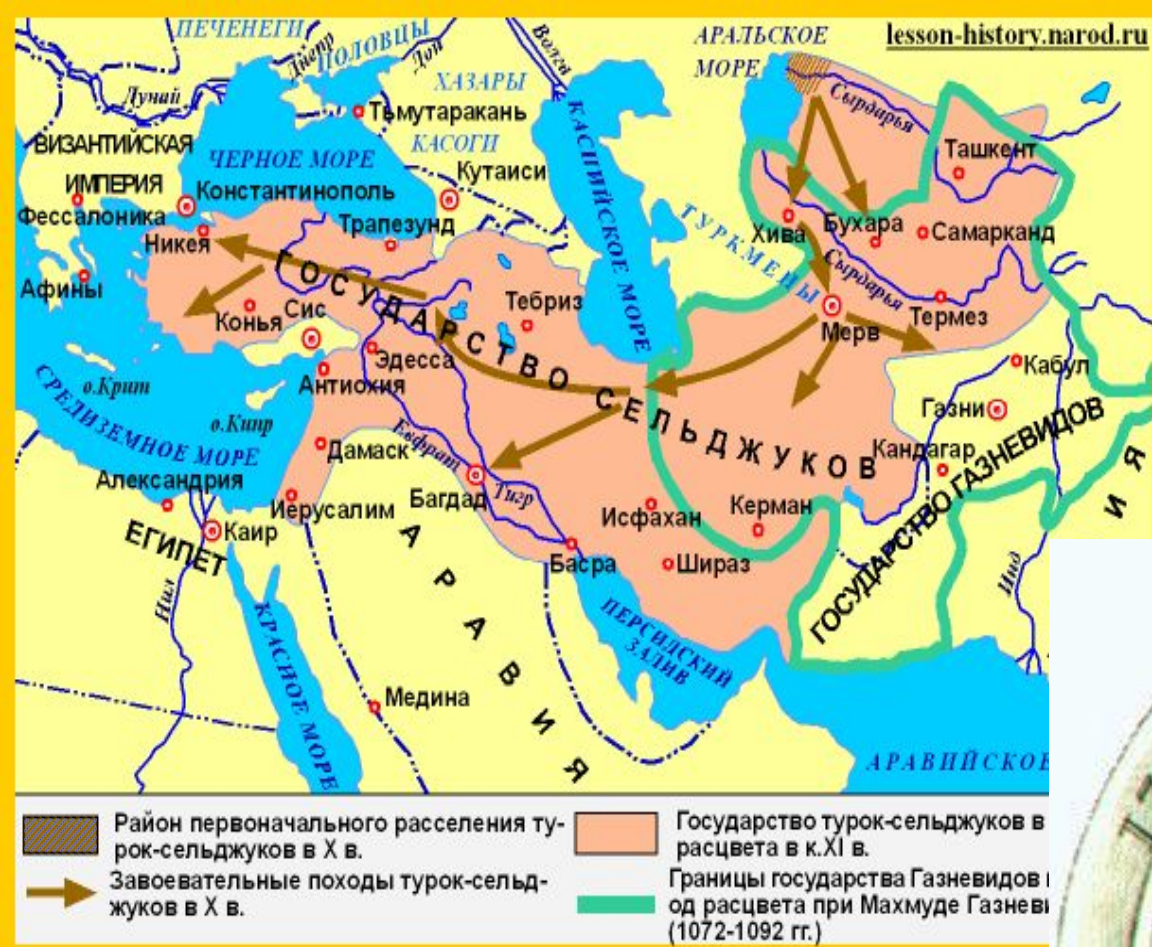 lesson-history.narod.ru
ПЕЧЕНЕГИ
Днепр
ПОЛОВЦЫ
Дон
Волга
АРАЛЬСКОЕ
МОРЕ
Дунай
ХАЗАРЫ
Сырдарья
Тьмутаракань
КАСОГИ
ВИЗАНТИЙСКАЯ
ИМПЕРИЯ
ЧЕРНОЕ МОРЕ
КАСПИЙСКОЕ МОРЕ
Ташкент
Кутаиси
Константинополь
Фессалоника
Никея
Трапезунд
ТУРКМЕНЫ
Хива
Бухара
Самарканд
Сырдарья
Афины
Конья
Сис
Тебриз
Мерв
Термез
ГОСУДАРСТВО СЕЛЬДЖУКОВ
Эдесса
Антиохия
Кабул
Газни
о.Крит
СРЕДИЗЕМНОЕ МОРЕ
о.Кипр
Дамаск
Евфрат
Кандагар
ГОСУДАРСТВО ГАЗНЕВИДОВ
ИЯ
Александрия
Иерусалим
Багдад
Тигр
Исфахан
Керман
ЕГИПЕТ
Каир
АРАВИЯ
Басра
Шираз
Инд
Нил
КРАСНОЕ МОРЕ
ПЕРСИДСКИЙ
ЗАЛИВ
Медина
АРАВИЙСКОЕ
Район первоначального расселения ту-
рок-сельджуков в X в.
Завоевательные походы турок-сельд-
жуков в X в.
Государство турок-сельджуков в
расцвета в к.XI в.
Границы государства Газневидов
од расцвета при Махмуде Газневи
(1072-1092 гг.)